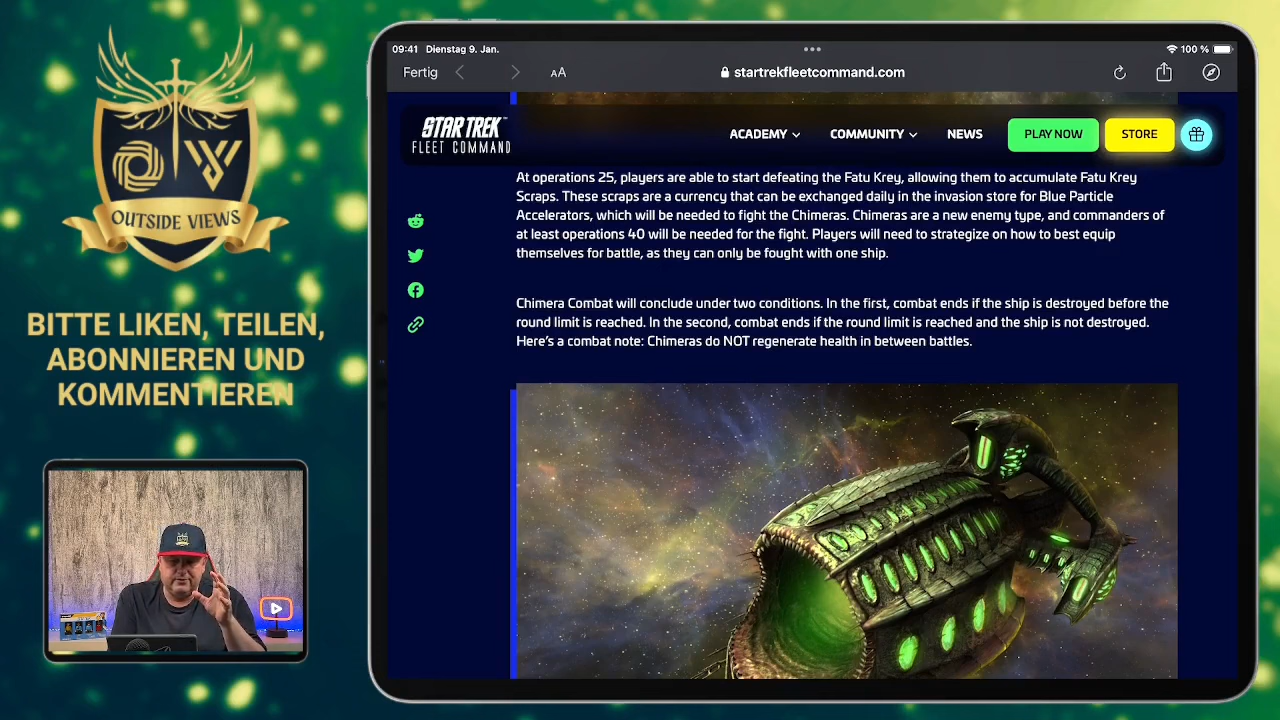 OUTSIDE VIEWS
BITTE LIKEN, TEILEN,
ABONNIEREN UND
KOMMENTIEREN
09:41 Dienstag 9. Jan.
100 %
Fertig
AA
startrekfleetcommand.com
STAR TREK
FLEET COMMAND
ACADEMY
COMMUNITY
NEWS
PLAY NOW
STORE
At operations 25, players are able to start defeating the Fatu Krey, allowing them to accumulate Fatu Krey
Scraps. These scraps are a currency that can be exchanged daily in the invasion store for Blue Particle
Accelerators, which will be needed to fight the Chimeras. Chimeras are a new enemy type, and commanders of
at least operations 40 will be needed for the fight. Players will need to strategize on how to best equip
themselves for battle, as they can only be fought with one ship.
Chimera Combat will conclude under two conditions. In the first, combat ends if the ship is destroyed before the
round limit is reached. In the second, combat ends if the round limit is reached and the ship is not destroyed.
Here's a combat note: Chimeras do NOT regenerate health in between battles.